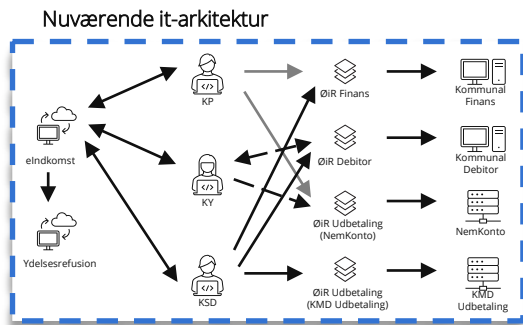 Nuværende it-arkitektur
KP
ØiR Finans
Kommunal
Finans
eIndkomst
ØiR Debitor
Kommunal
Debitor
KY
ØiR Udbetaling
(NemKonto)
NemKonto
Ydelsesrefusion
KSD
ØiR Udbetaling
(KMD Udbetaling)
KMD
Udbetaling